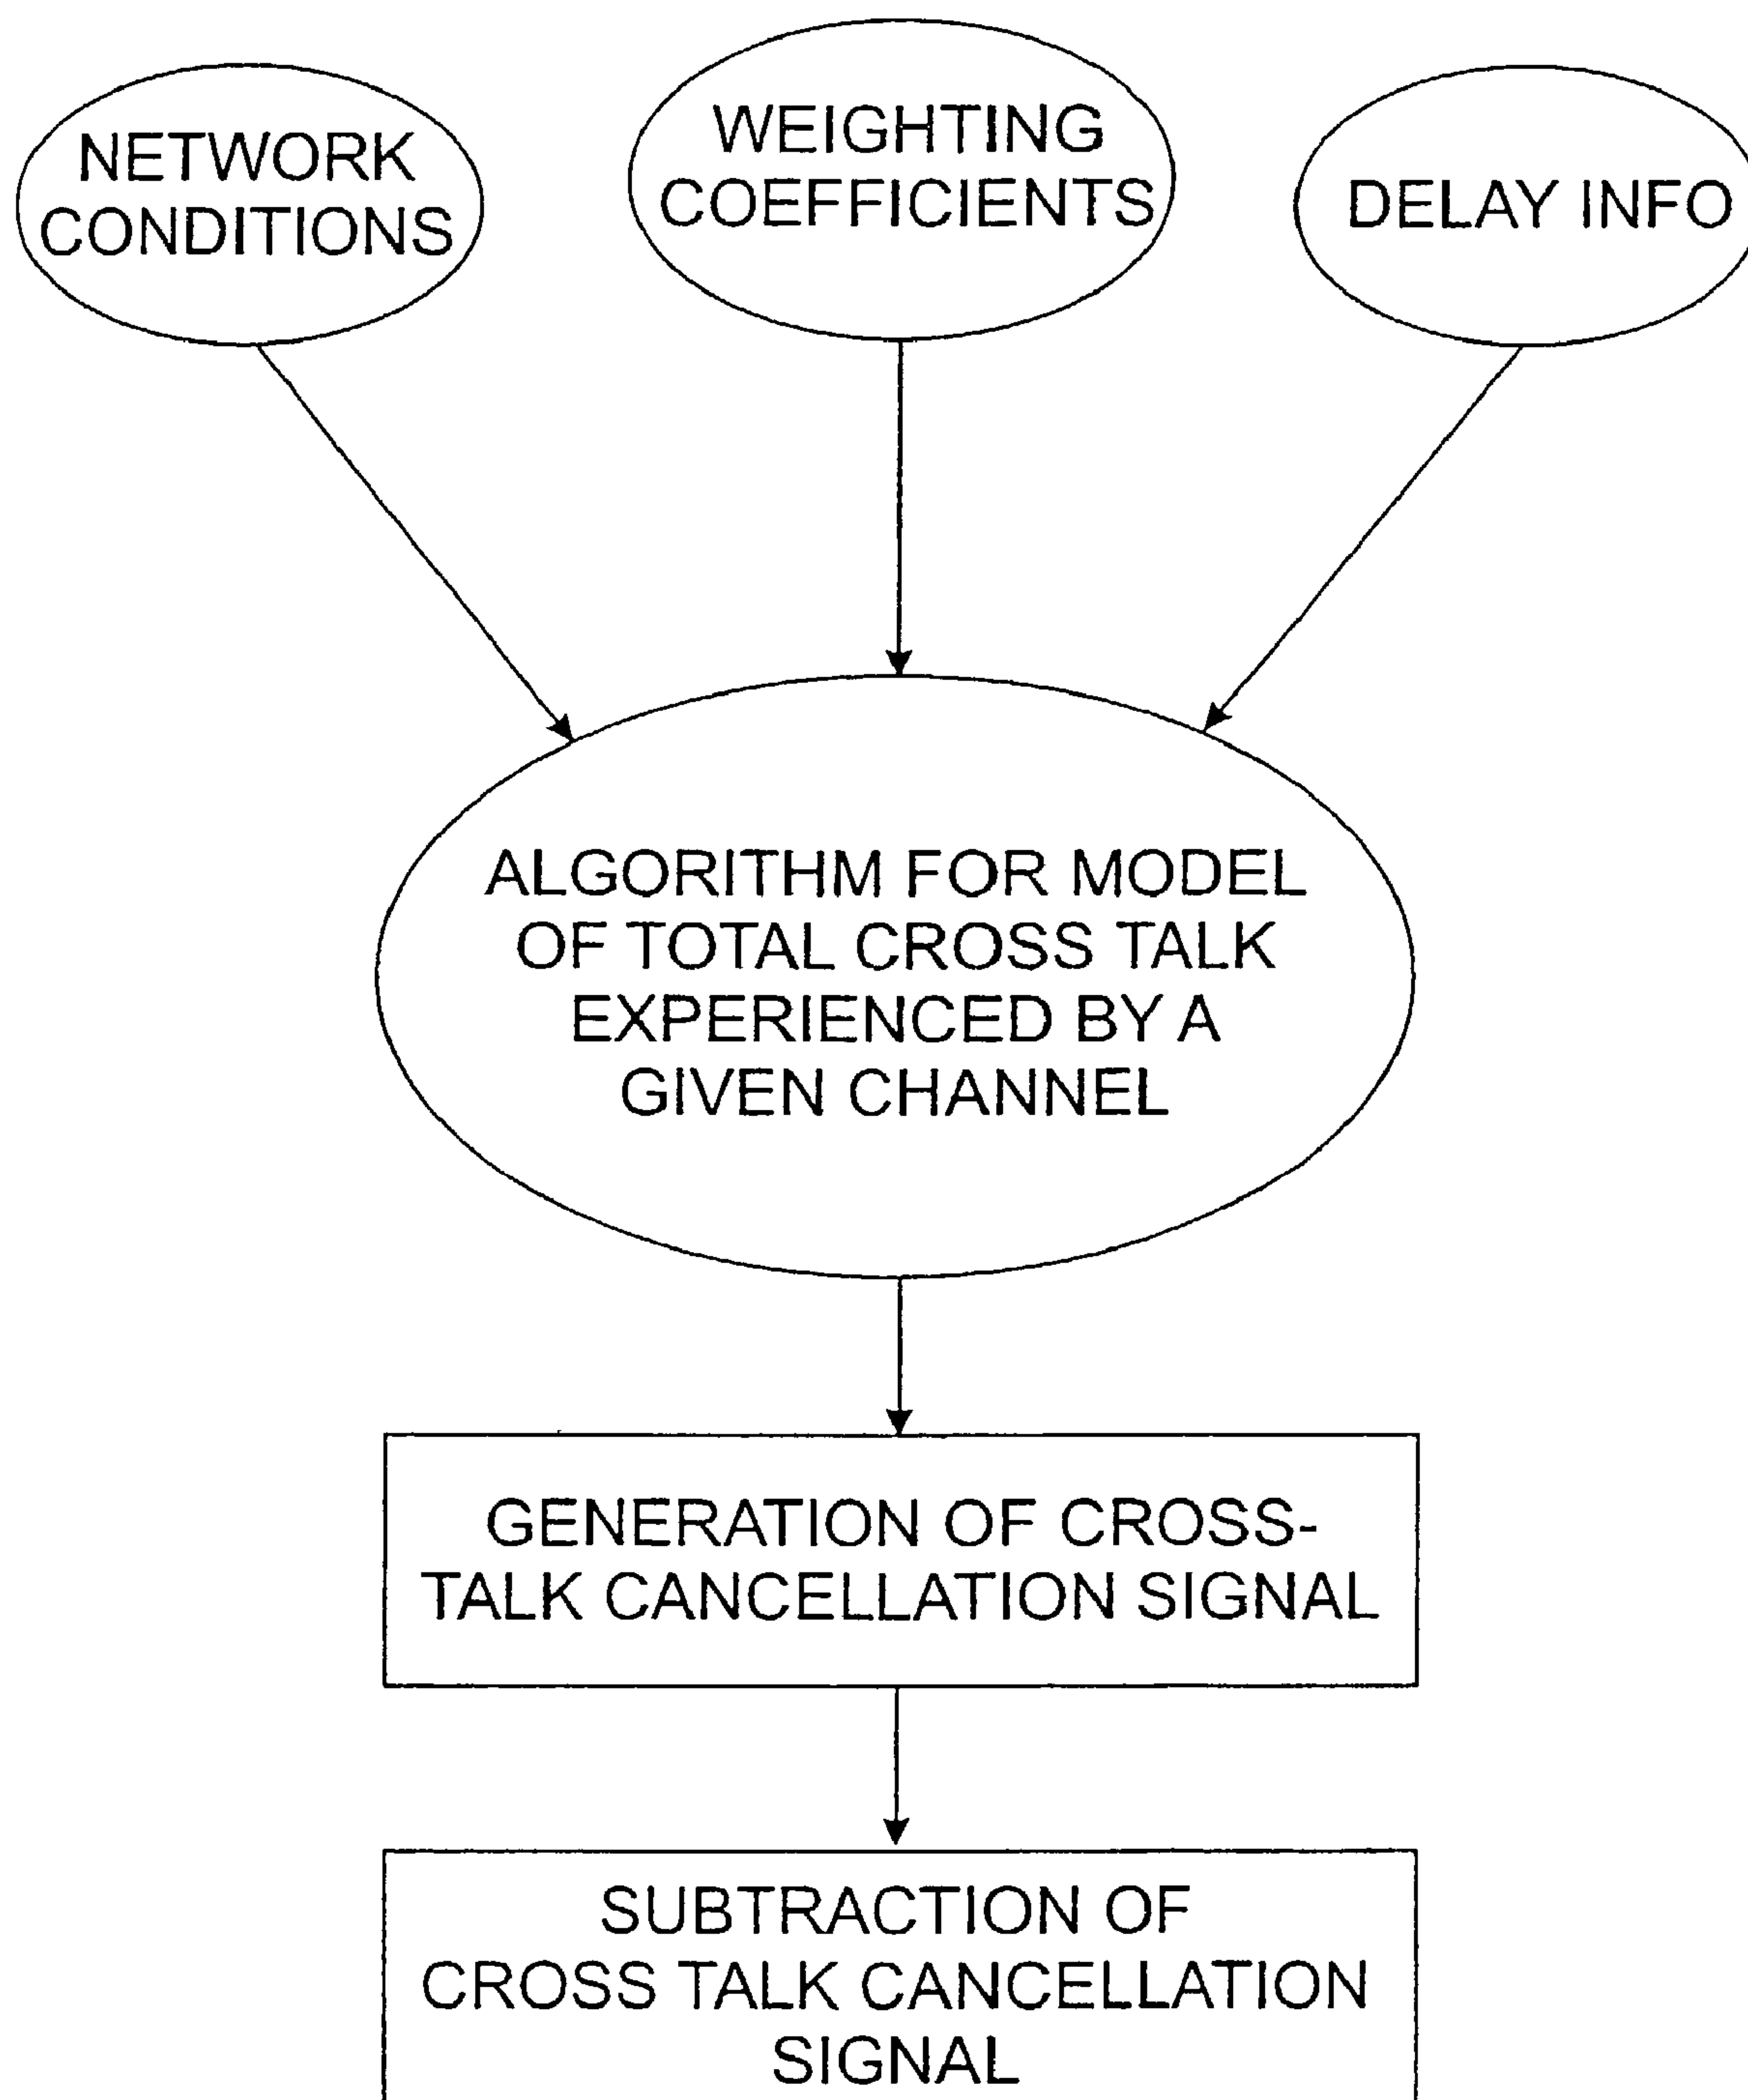 NETWORK
CONDITIONS
WEIGHTING
COEFFICIENTS
DELAY INFO
ALGORITHM FOR MODEL
OF TOTAL CROSS TALK
EXPERIENCED BY A
GIVEN CHANNEL
GENERATION OF CROSS-
TALK CANCELLATION SIGNAL
SUBTRACTION OF
CROSS TALK CANCELLATION
SIGNAL